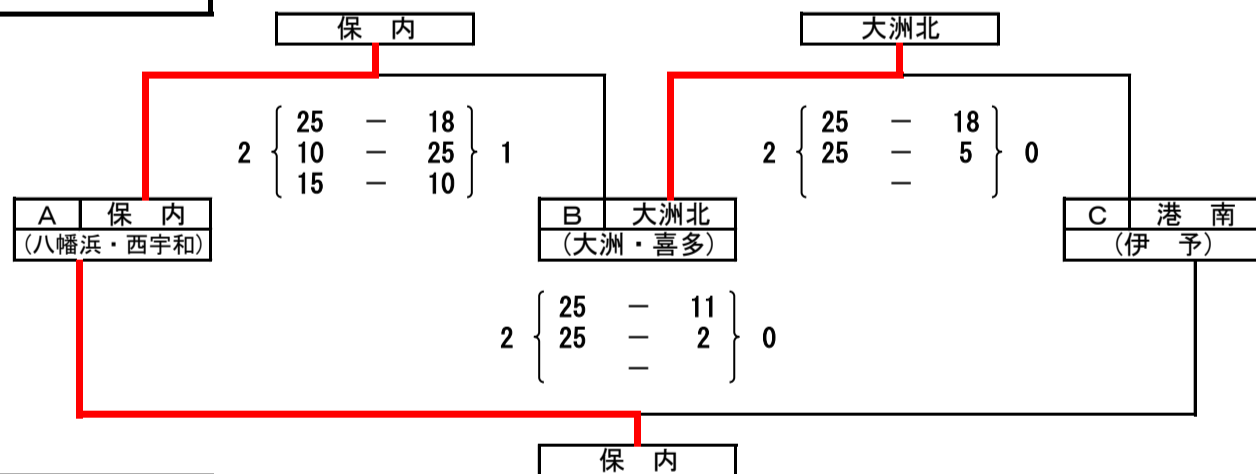 保 内
大洲北
25 － 18
2 10 － 25 1
15 － 10
25 － 18
2 25 － 5 0
－
A 保 内
(八幡浜・西宇和)
B 大洲北
(大洲・喜多)
C 港 南
(伊 予)
25 － 11
2 25 － 2 0
－
保 内